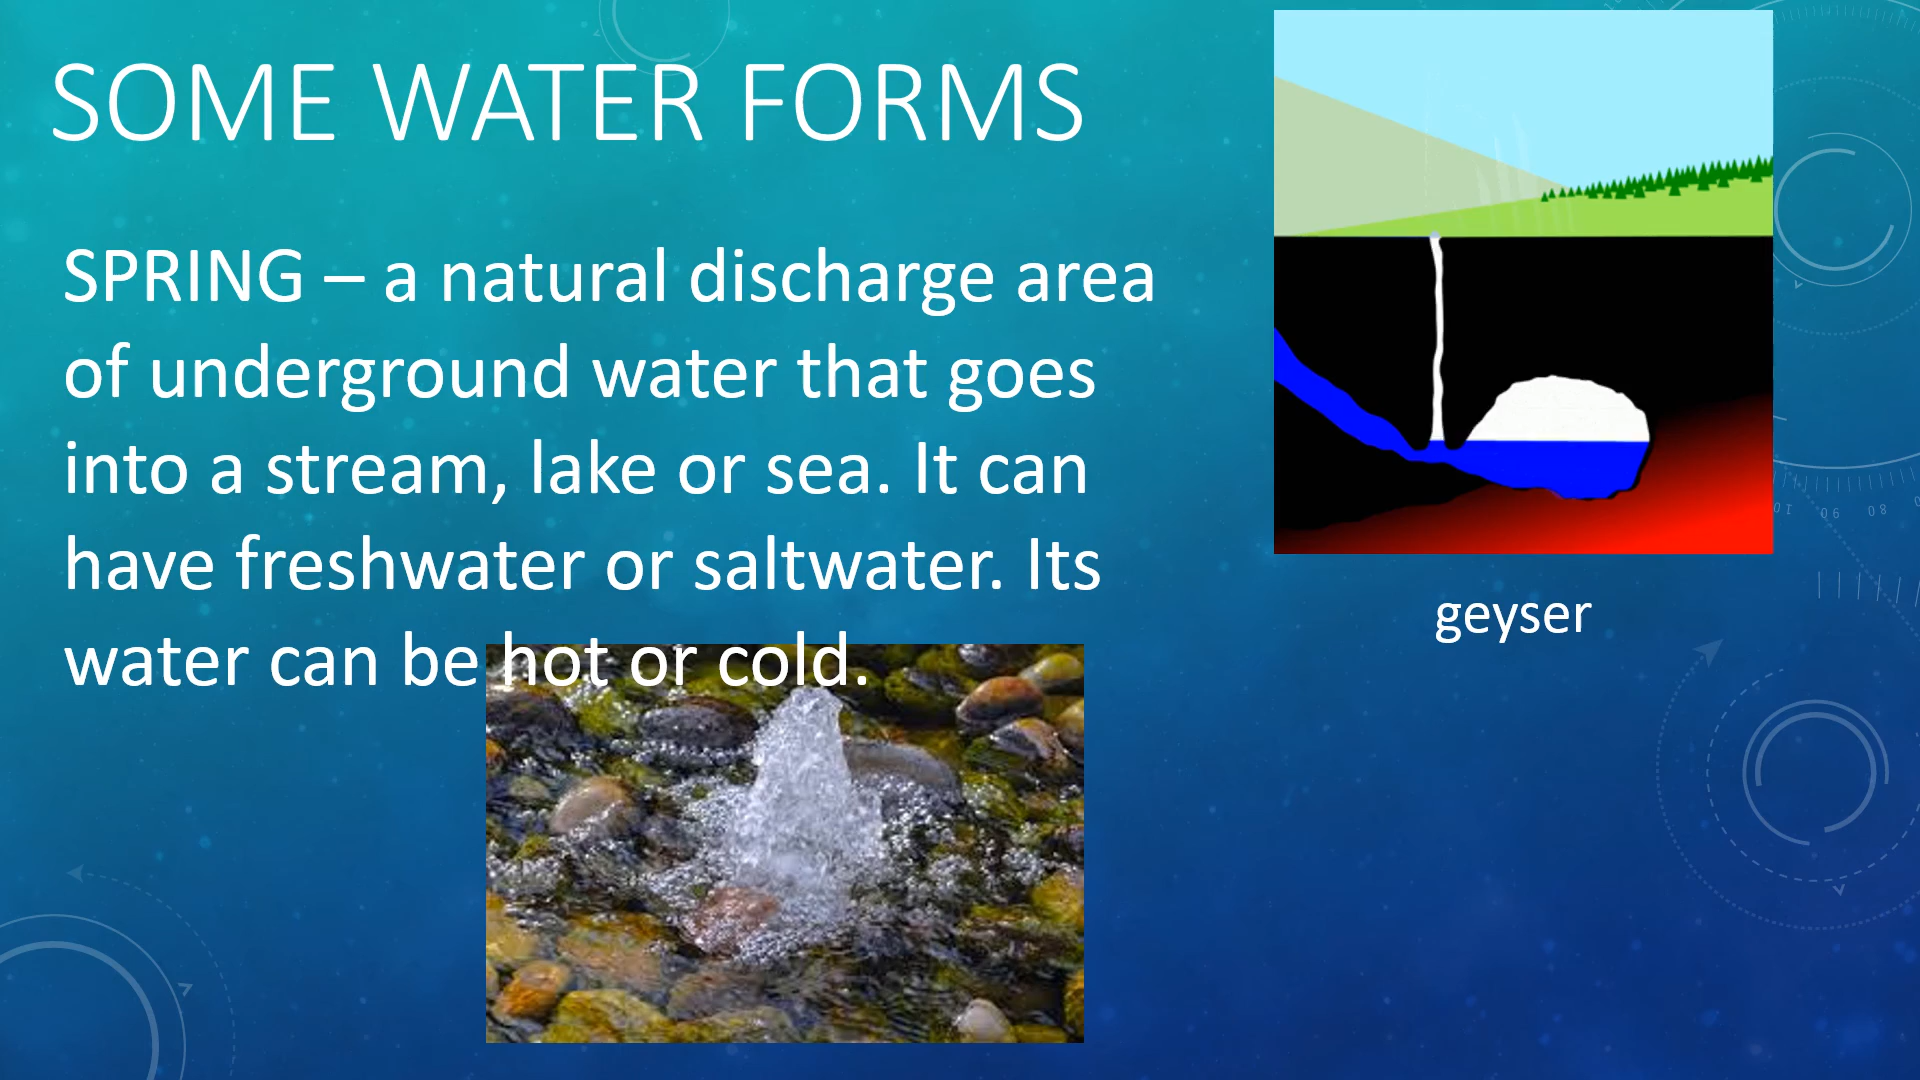 SOME WATER FORMS
SPRING – a natural discharge area
of underground water that goes
into a stream, lake or sea. It can
have freshwater or saltwater. Its
water can be hot or cold.
geyser